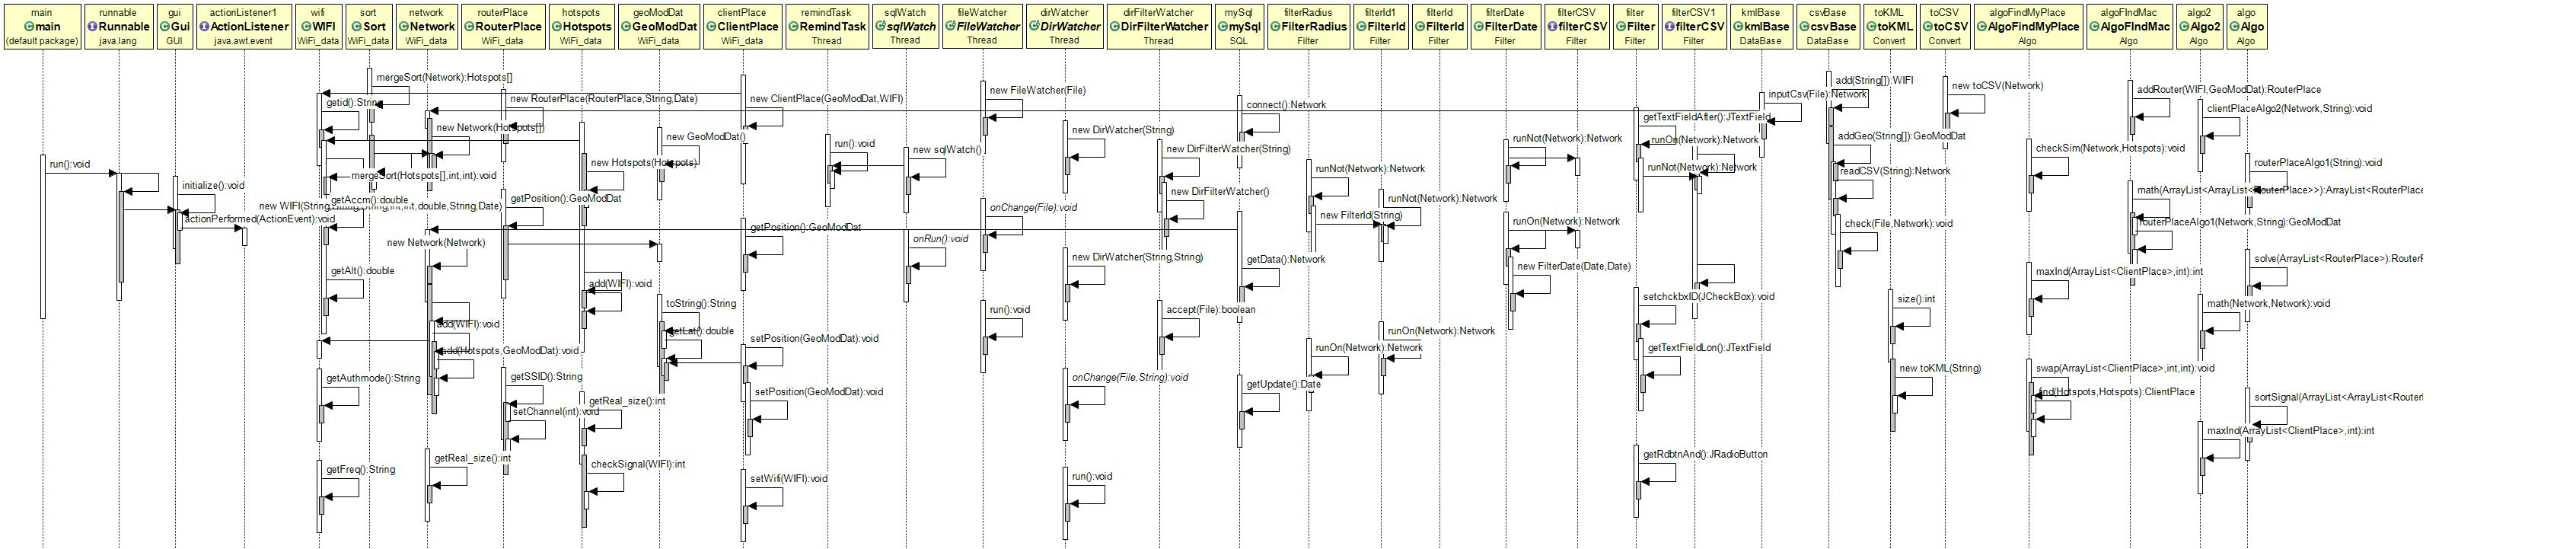 main
main
(default package)
runnable
Runnable
java.lang
gui
Gui
GUI
actionListener1
ActionListener
java.awt.event
wifi
WIFI
WiFi_data
sort
Sort
WiFi_data
network
Network
WiFi_data
routerPlace
RouterPlace
WiFi_data
hotspots
Hotspots
WiFi_data
geoModDat
GeoModDat
WiFi_data
clientPlace
ClientPlace
WiFi_data
remindTask
RemindTask
Thread
sqlWatch
sqlWatch
Thread
fileWatcher
FileWatcher
Thread
dirWatcher
DirWatcher
Thread
dirFilterWatcher
DirFilterWatcher
Thread
mySql
mySql
SQL
filterRadius
FilterRadius
Filter
filterId1
FilterId
Filter
filterId
FilterId
Filter
filterDate
FilterDate
Filter
filterCSV
filterCSV
Filter
filter
Filter
Filter
filterCSV1
filterCSV
Filter
kmlBase
kmlBase
DataBase
csvBase
csvBase
DataBase
toKML
toKML
Convert
toCSV
toCSV
Convert
algoFindMyPlace
AlgoFindMyPlace
Algo
algoFIndMac
AlgoFIndMac
Algo
algo2
Algo2
Algo
algo
Algo
Algo
run():void
initialize():void
actionPerformed(ActionEvent):void
getid():String
getAccm():double
getAlt():double
getAuthmode():String
getFreq():String
mergeSort(Network):Hotspots[]
mergeSort(Hotspots[],int,int):void
new Network(Hotspots[])
new Network(Network)
add(WIFI):void
add(Hotspots,GeoModDat):void
getReal_size():int
new RouterPlace(RouterPlace,String,Date)
getPosition():GeoModDat
getSSID():String
setChannel(int):void
new Hotspots(Hotspots)
add(WIFI):void
getReal_size():int
checkSignal(WIFI):int
new GeoModDat()
toString():String
getLat():double
new ClientPlace(GeoModDat,WIFI)
getPosition():GeoModDat
setPosition(GeoModDat):void
setPosition(GeoModDat):void
setWifi(WIFI):void
run():void
new sqlWatch()
onRun():void
new FileWatcher(File)
onChange(File):void
run():void
new DirWatcher(String)
new DirWatcher(String,String)
onChange(File,String):void
run():void
new DirFilterWatcher(String)
new DirFilterWatcher()
accept(File):boolean
connect():Network
getData():Network
getUpdate():Date
runNot(Network):Network
new FilterId(String)
runOn(Network):Network
runNot(Network):Network
runOn(Network):Network
runNot(Network):Network
runOn(Network):Network
new FilterDate(Date,Date)
getTextFieldAfter():JTextField
runOn(Network):Network
runNot(Network):Network
setchckbxID(JCheckBox):void
getTextFieldLon():JTextField
getRdbtnAnd():JRadioButton
inputCsv(File):Network
add(String[]):WIFI
addGeo(String[]):GeoModDat
readCSV(String):Network
check(File,Network):void
size():int
new toKML(String)
new toCSV(Network)
checkSim(Network,Hotspots):void
maxInd(ArrayList<ClientPlace>,int):int
swap(ArrayList<ClientPlace>,int,int):void
find(Hotspots,Hotspots):ClientPlace
addRouter(WIFI,GeoModDat):RouterPlace
math(ArrayList<ArrayList<RouterPlace>>):ArrayList<RouterPlace
routerPlaceAlgo1(Network,String):GeoModDat
clientPlaceAlgo2(Network,String):void
math(Network,Network):void
maxInd(ArrayList<ClientPlace>,int):int
routerPlaceAlgo1(String):void
solve(ArrayList<RouterPlace>):RouterF
sortSignal(ArrayList<ArrayList<Router